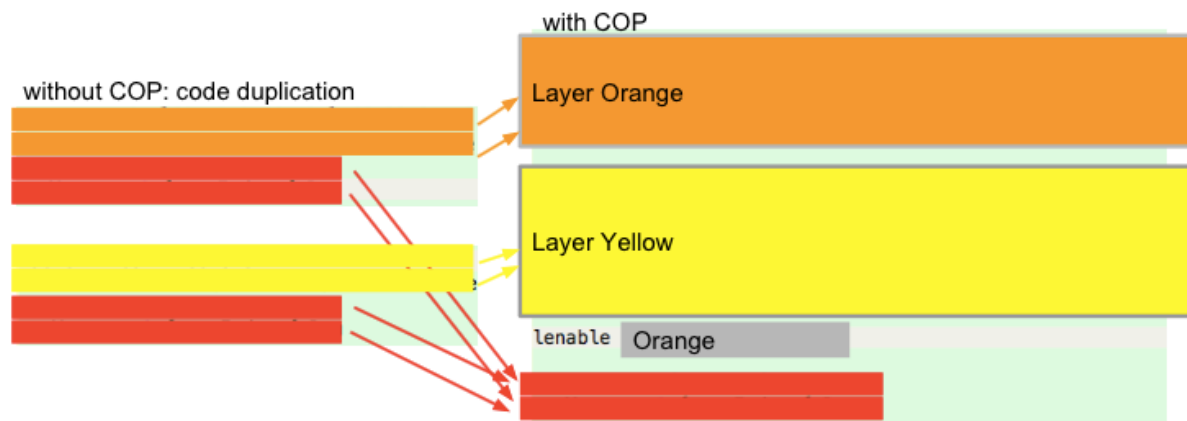 with COP
without COP: code duplication
Layer Orange
Layer Yellow
lenable Orange